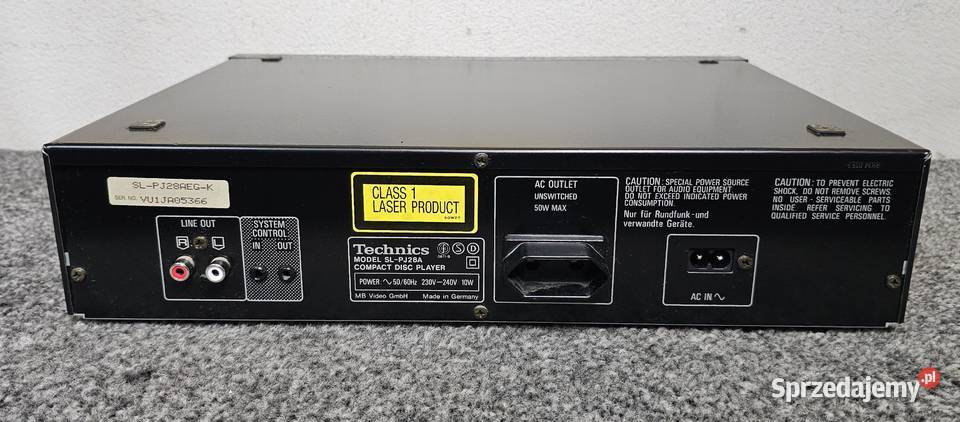 SL-PJ28AEG-K
SER.NO. VU1JA05366
LINE OUT
R L
SYSTEM
CONTROL
IN OUT
CLASS 1
LASER PRODUCT
Technics
S D
MODEL SL-PJ28A
COMPACT DISC PLAYER
POWER ∿ 50/60Hz 230V—240V 10W
MB Video GmbH Made in Germany
AC OUTLET
UNSWITCHED
50W MAX
CAUTION: SPECIAL POWER SOURCE
OUTLET FOR AUDIO EQUIPMENT
DO NOT EXCEED INDICATED POWER
CONSUMPTION.
Nur für Rundfunk-und
verwandte Geräte.
AC IN ∿
CAUTION: TO PREVENT ELECTRIC
SHOCK, DO NOT REMOVE SCREWS.
NO USER-SERVICEABLE PARTS
INSIDE REFER SERVICING TO
QUALIFIED SERVICE PERSONNEL.
Sprzedajemy.pl